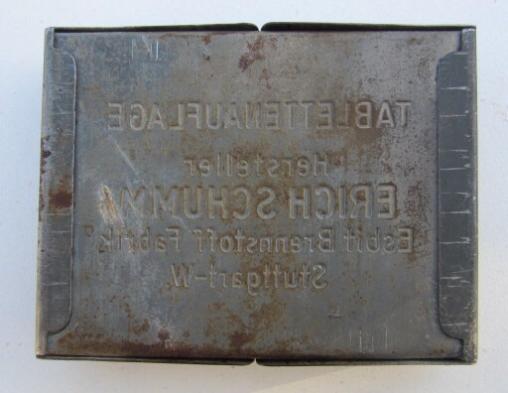 TABLETTENAUFLAGE
Hersteller
ERICH SCHUMM
Esbit Brennstoff Fabrik
Stuttgart-W